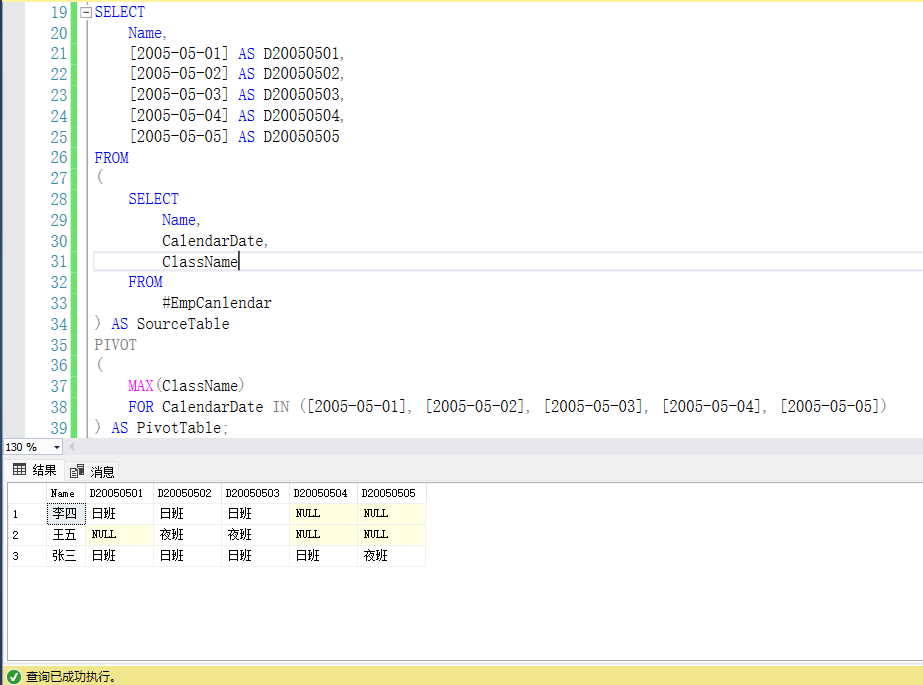 19 SELECT
20 Name,
21 [2005-05-01] AS D20050501,
22 [2005-05-02] AS D20050502,
23 [2005-05-03] AS D20050503,
24 [2005-05-04] AS D20050504,
25 [2005-05-05] AS D20050505
26 FROM
27 (
28 SELECT
29 Name,
30 CalendarDate,
31 ClassName
32 FROM
33 #EmpCanlendar
34 ) AS SourceTable
35 PIVOT
36 (
37 MAX(ClassName)
38 FOR CalendarDate IN ([2005-05-01], [2005-05-02], [2005-05-03], [2005-05-04], [2005-05-05])
39 ) AS PivotTable;
130 %
结果 消息
Name D20050501 D20050502 D20050503 D20050504 D20050505
1 李四 日班 日班 日班 NULL NULL
2 王五 NULL 夜班 夜班 NULL NULL
3 张三 日班 日班 日班 日班 夜班
查询已成功执行。